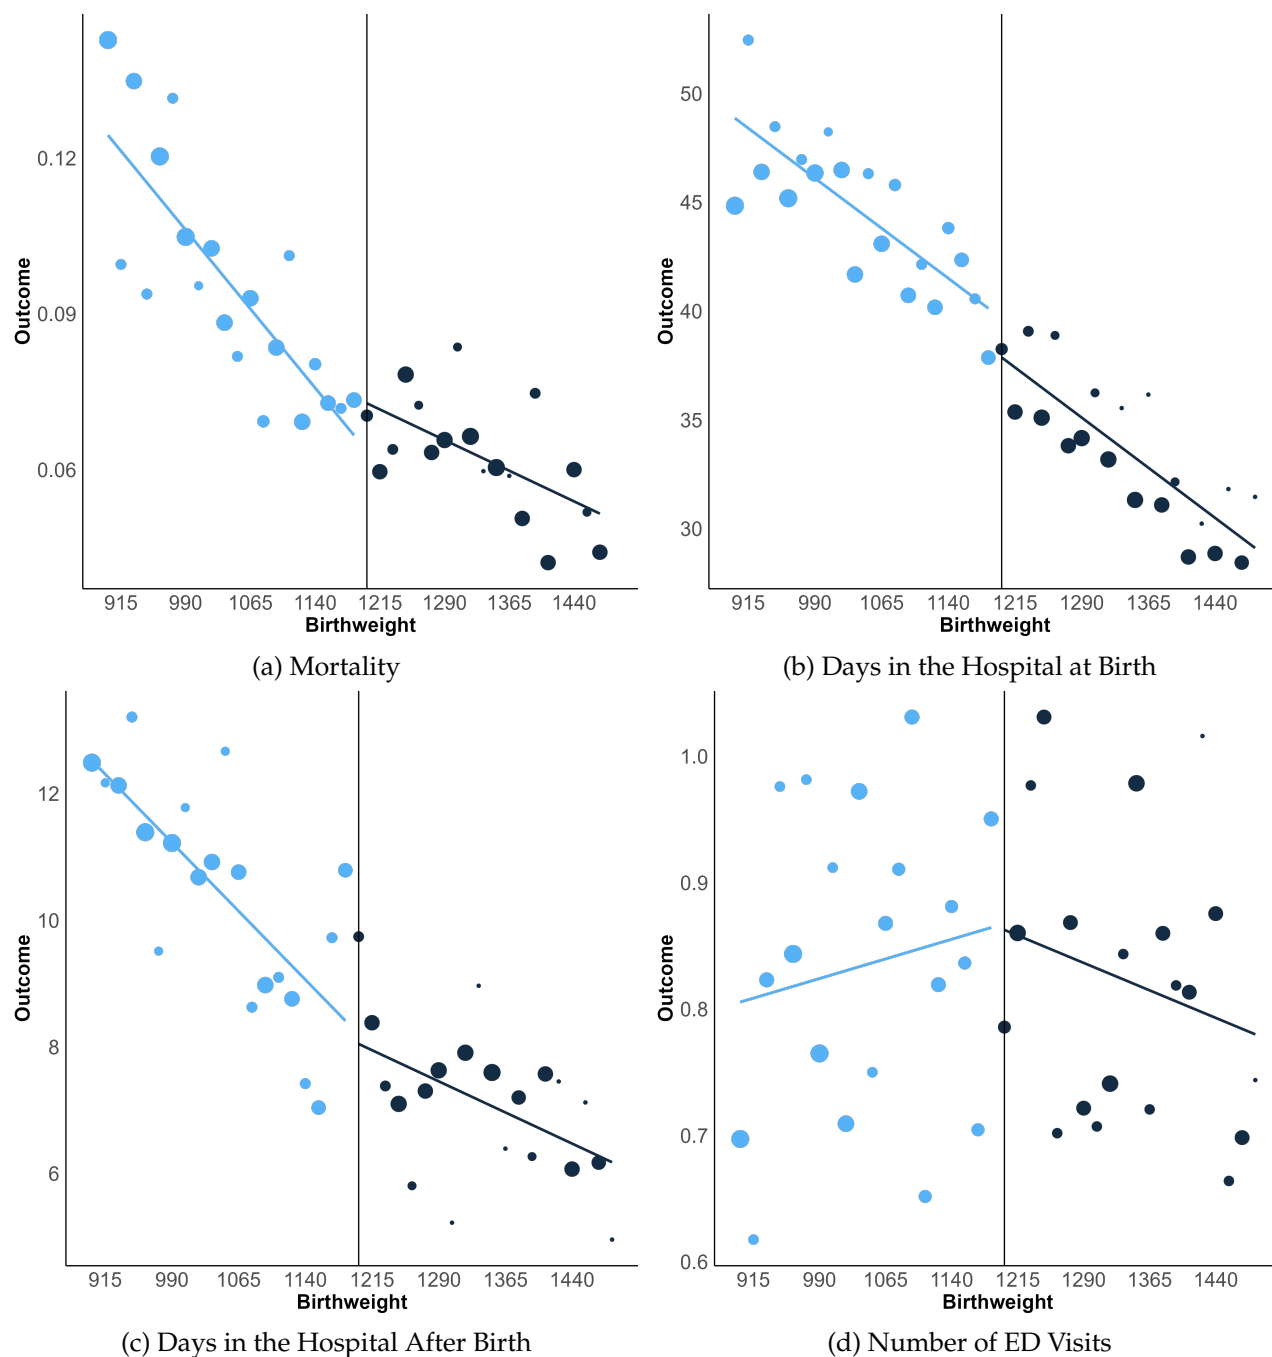 0.12
0.09
0.06
Outcome
915 990 1065 1140 1215 1290 1365 1440
Birthweight
(a) Mortality
50
45
40
35
30
Outcome
915 990 1065 1140 1215 1290 1365 1440
Birthweight
(b) Days in the Hospital at Birth
12
10
8
6
Outcome
915 990 1065 1140 1215 1290 1365 1440
Birthweight
(c) Days in the Hospital After Birth
1.0
0.9
0.8
0.7
0.6
Outcome
915 990 1065 1140 1215 1290 1365 1440
Birthweight
(d) Number of ED Visits